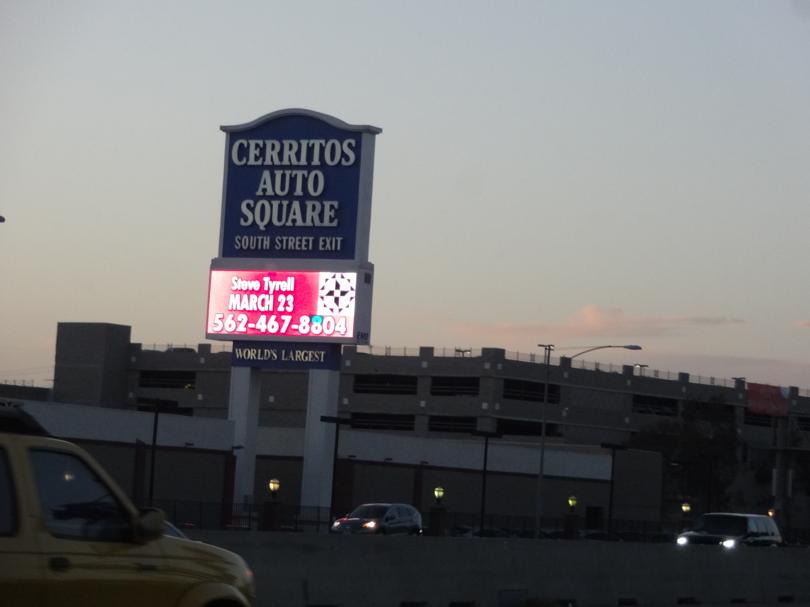 CERRITOS
AUTO
SQUARE
SOUTH STREET EXIT
Steve Tyrell
MARCH 23
562-467-8804
WORLD'S LARGEST